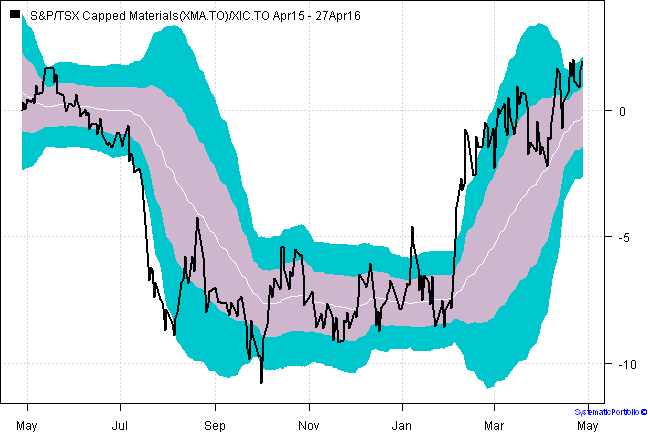 S&P/TSX Capped Materials(XMA.TO)/XIC.TO Apr15 - 27Apr16
0
-5
-10
May Jul Sep Nov Jan Mar May
SystematicPortfolio ©